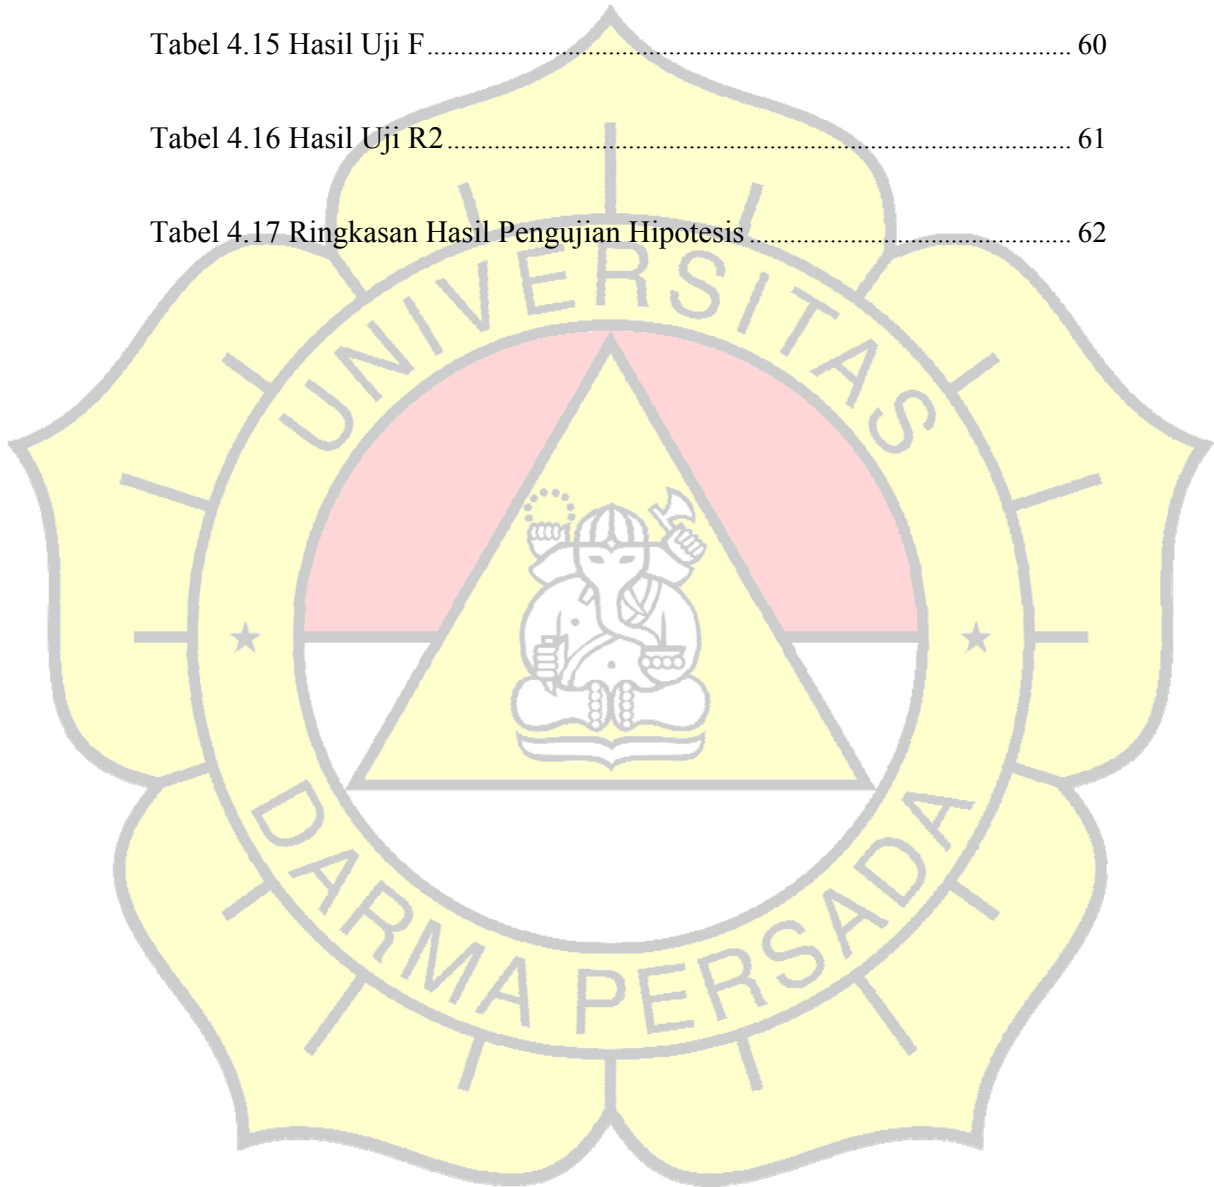 Tabel 4.15 Hasil Uji F........................................................................ 60
Tabel 4.16 Hasil Uji R2........................................................................ 61
Tabel 4.17 Ringkasan Hasil Pengujian Hipotesis........................................ 62
UNIVERSITAS
DARMA PERSADA